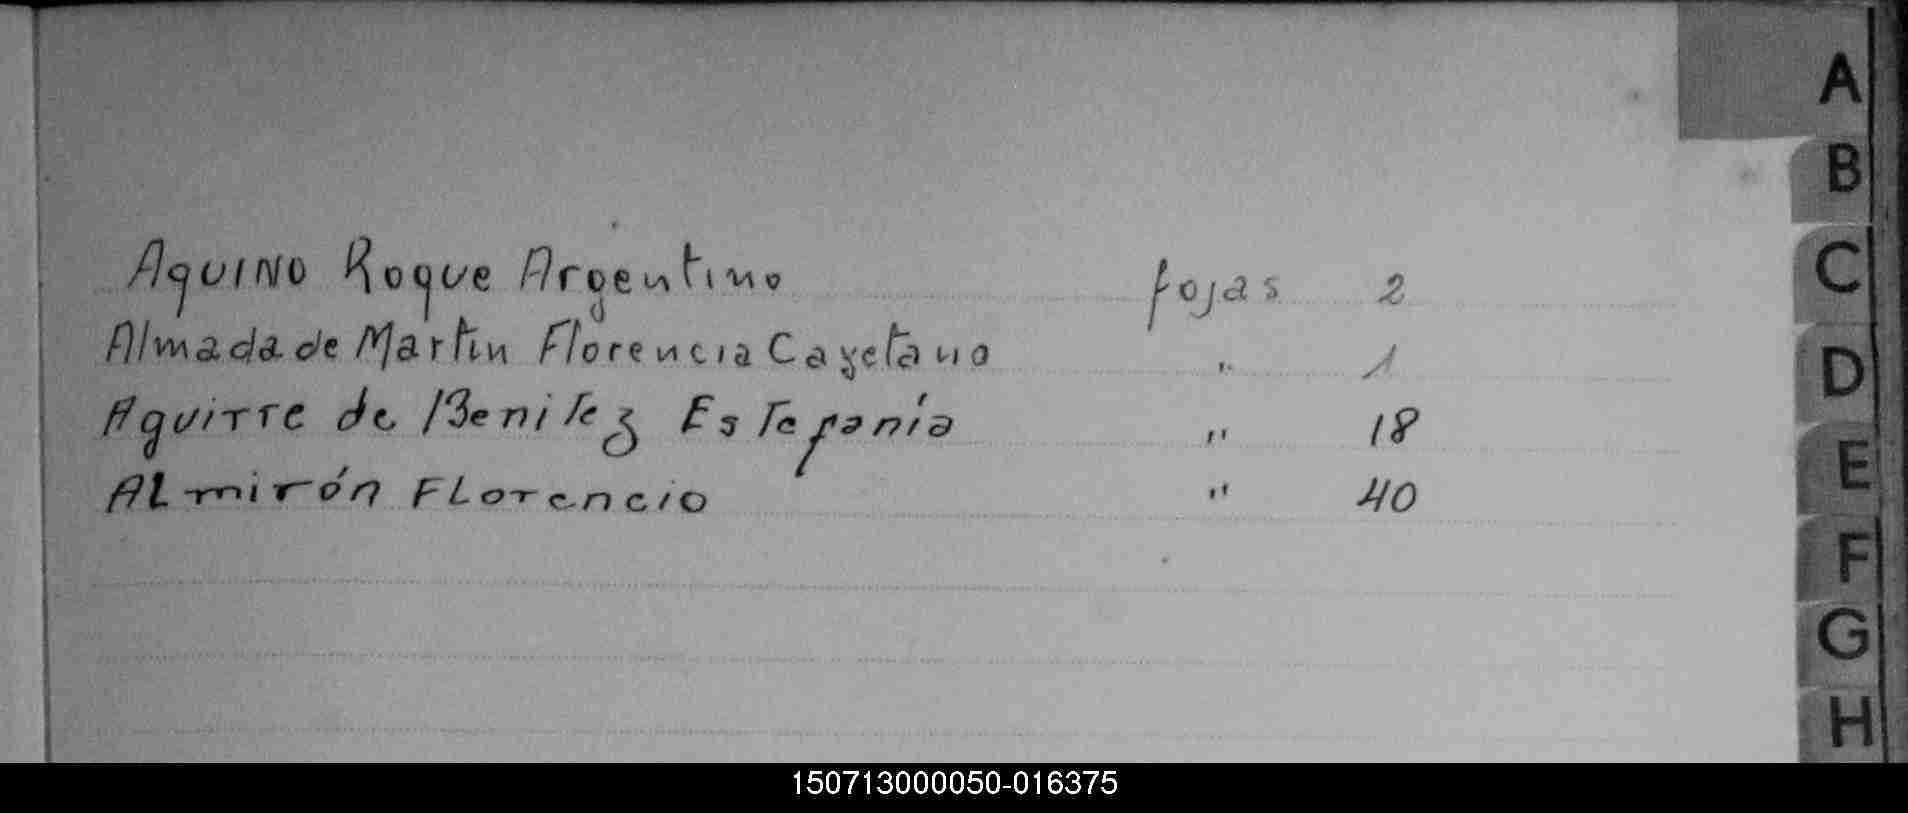 A
B
C
D
E
F
G
H
AQUINO Roque Argentino fojas 2
Almada de Martin Florencia Cayetano " 1
Aguirre de Benitez Estefanía " 18
Almirón Florencio " 40
150713000050-016375